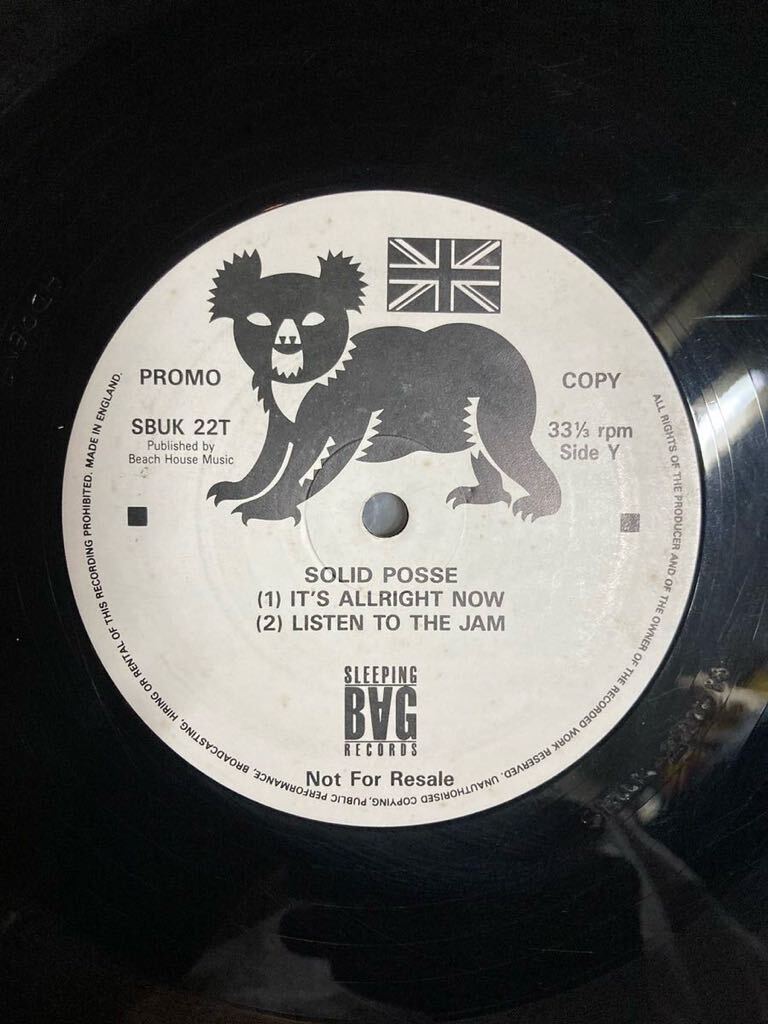 PROMO
COPY
SBUK 22T
Published by
Beach House Music
33⅓ rpm
Side Y
SOLID POSSE
(1) IT'S ALLRIGHT NOW
(2) LISTEN TO THE JAM
SLEEPING
BAG
RECORDS
Not For Resale
ALL RIGHTS OF THE PRODUCER AND OF THE OWNER OF THE RECORDED WORK RESERVED. UNAUTHORISED COPYING, PUBLIC PERFORMANCE, BROADCASTING, HIRING OR RENTAL OF THIS RECORDING PROHIBITED. MADE IN ENGLAND.